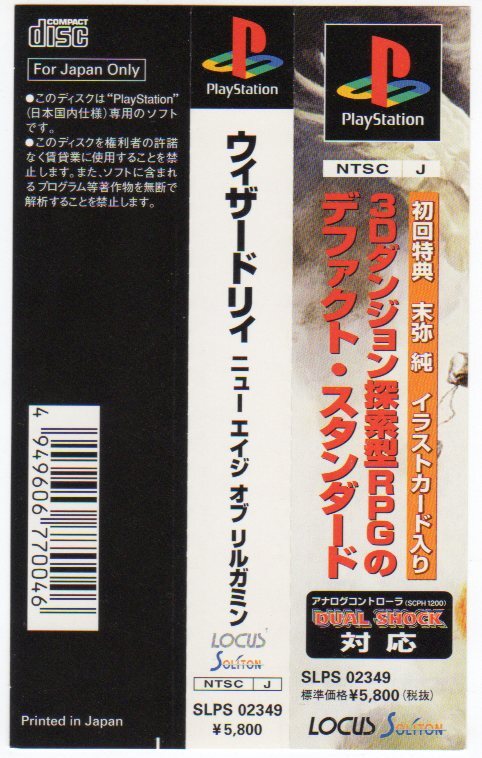 COMPACT
disc
For Japan Only
●このディスクは“PlayStation”
(日本国内仕様)専用のソフト
です。
●このディスクを権利者の許諾
なく賃貸業に使用することを禁
止します。また、ソフトに含まれ
るプログラム等著作物を無断で
解析することを禁止します。
4 949606 770046
Printed in Japan
PlayStation
ウィザードリィ ニュー エイジ オブ リルガミン
LOCUS
SOLITON
NTSC J
SLPS 02349
¥5,800
PlayStation
NTSC J
初回特典 末弥 純 イラストカード入り
3Dダンジョン探索型RPGの
デファクト・スタンダード
アナログコントローラ(SCPH1200)
DUAL SHOCK
対応
SLPS 02349
標準価格¥5,800(税抜)
LOCUS SOLITON